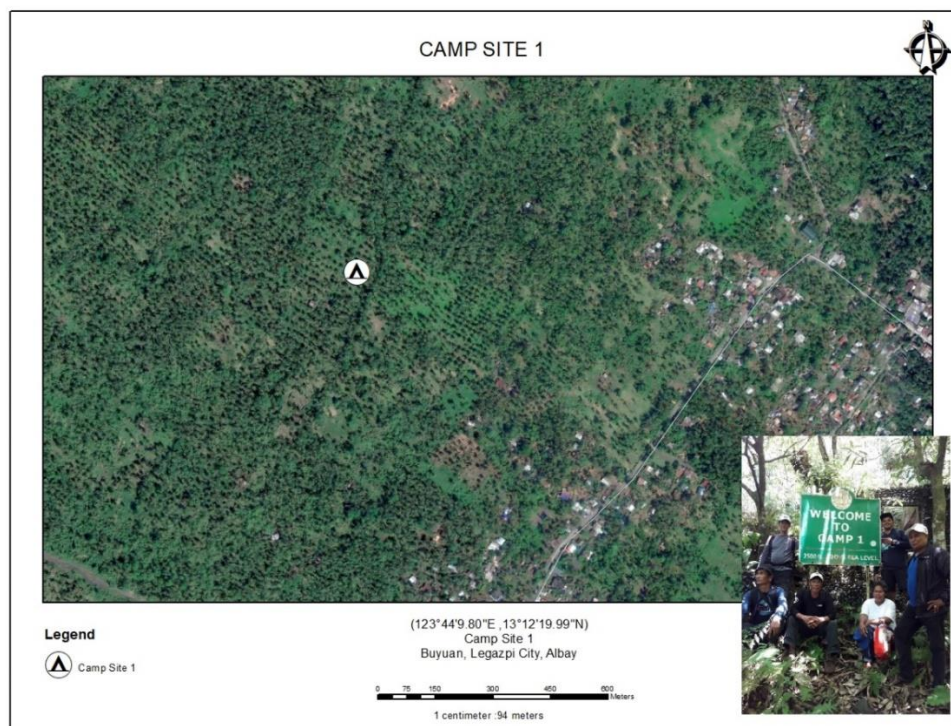 CAMP SITE 1
WELCOME
TO
CAMP 1
LEVEL
(123°44'9.80"E ,13°12'19.99"N)
Camp Site 1
Buyuan, Legazpi City, Albay
Legend
Camp Site 1
0 75 150 300 450 600
Meters
1 centimeter :94 meters